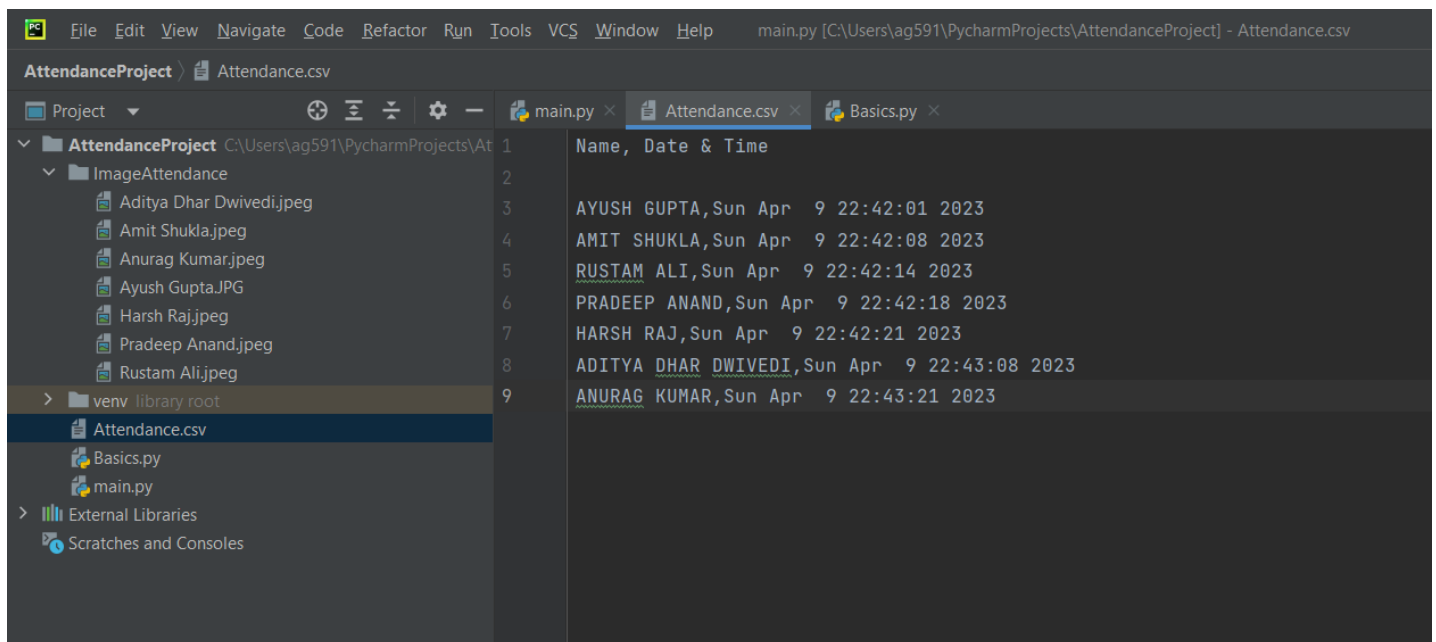 File Edit View Navigate Code Refactor Run Tools VCS Window Help main.py [C:\Users\ag591\PycharmProjects\AttendanceProject] - Attendance.csv
AttendanceProject Attendance.csv
Project
main.py Attendance.csv Basics.py
AttendanceProject C:\Users\ag591\PycharmProjects\At
ImageAttendance
Aditya Dhar Dwivedi.jpeg
Amit Shukla.jpeg
Anurag Kumar.jpeg
Ayush Gupta.JPG
Harsh Raj.jpeg
Pradeep Anand.jpeg
Rustam Ali.jpeg
venv library root
Attendance.csv
Basics.py
main.py
External Libraries
Scratches and Consoles
1 Name, Date & Time
2
3 AYUSH GUPTA,Sun Apr  9 22:42:01 2023
4 AMIT SHUKLA,Sun Apr  9 22:42:08 2023
5 RUSTAM ALI,Sun Apr  9 22:42:14 2023
6 PRADEEP ANAND,Sun Apr  9 22:42:18 2023
7 HARSH RAJ,Sun Apr  9 22:42:21 2023
8 ADITYA DHAR DWIVEDI,Sun Apr  9 22:43:08 2023
9 ANURAG KUMAR,Sun Apr  9 22:43:21 2023